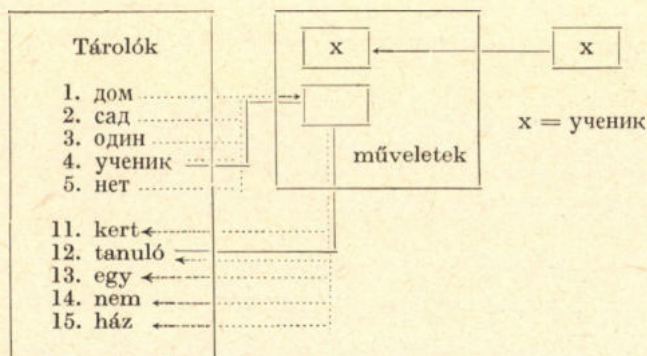 Tárolók
x
x
1. дом
2. сад
3. один
4. ученик
5. нет
x = ученик
műveletek
11. kert
12. tanuló
13. egy
14. nem
15. ház